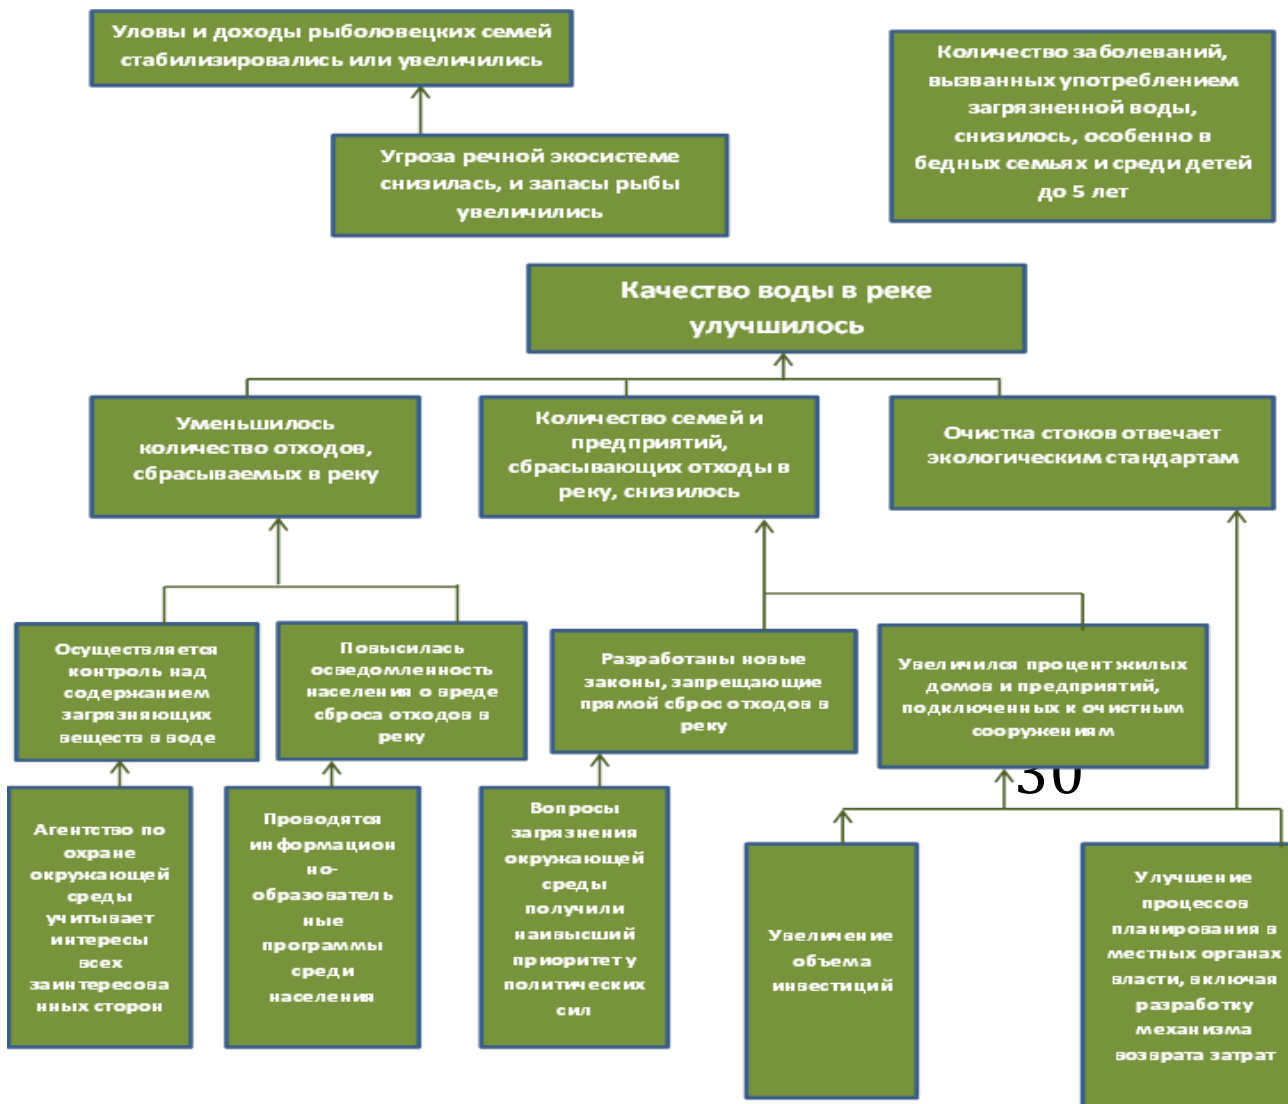 Уловы и доходы рыболовецких семей
стабилизировались или увеличились
Количество заболеваний,
вызванных употреблением
загрязненной воды,
снизилось, особенно в
бедных семьях и среди детей
до 5 лет
Угроза речной экосистеме
снизилась, и запасы рыбы
увеличились
Качество воды в реке
улучшилось
Уменьшилось
количество отходов,
сбрасываемых в реку
Количество семей и
предприятий,
сбрасывающих отходы в
реку, снизилось
Очистка стоков отвечает
экологическим стандартам
Осуществляется
контроль над
содержанием
загрязняющих
веществ в воде
Повысилась
осведомленность
населения о вреде
сброса отходов в
реку
Разработаны новые
законы, запрещающие
прямой сброс отходов в
реку
Увеличился процент жилых
домов и предприятий,
подключенных к очистным
сооружениям
30
Агентство по
охране
окружающей
среды
учитывает
интересы
всех
заинтересова
нных сторон
Проводятся
информацион
но-
образователь
ные
программы
среди
населения
Вопросы
загрязнения
окружающей
среды
получили
наивысший
приоритет у
политических
сил
Увеличение
объема
инвестиций
Улучшение
процессов
планирования в
местных органах
власти, включая
разработку
механизма
возврата затрат